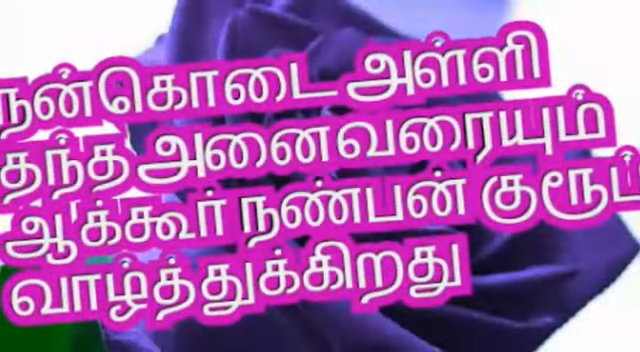 நன்கொடை அள்ளி
தந்த அனைவரையும்
ஆக்கூர் நண்பன் குரூப்
வாழ்த்துக்கிறது